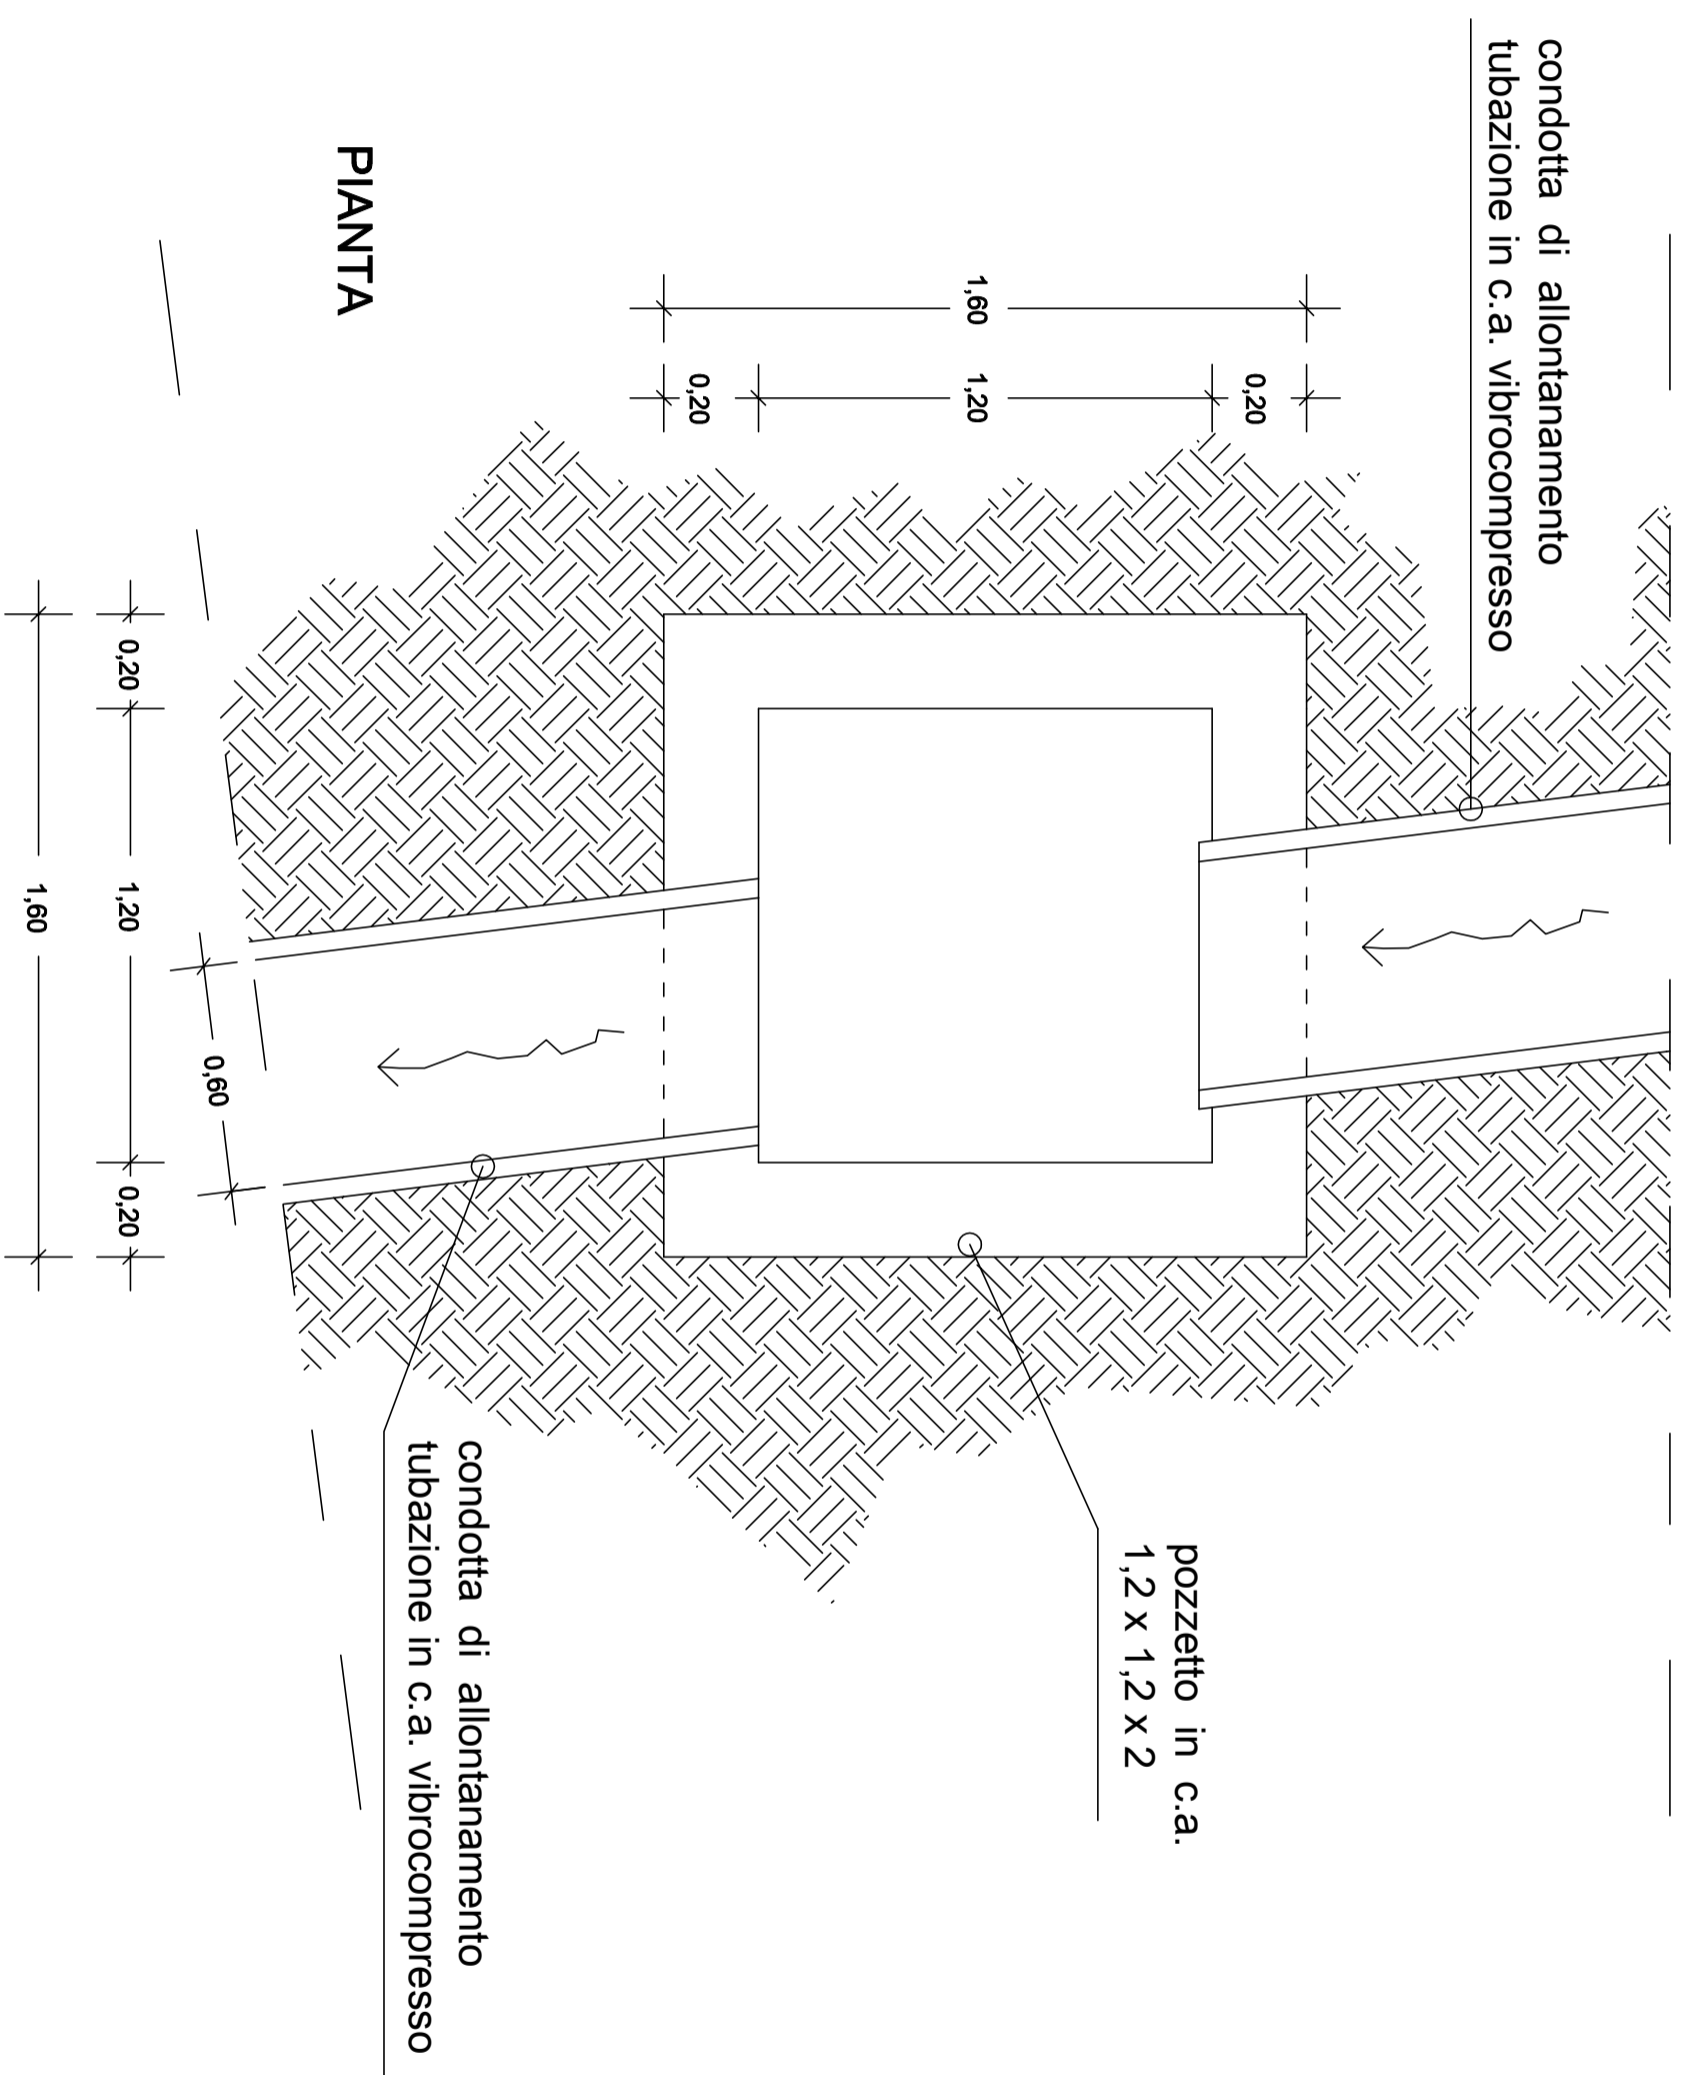 condotta di allontanamento
tubazione in c.a. vibrocompresso
pozzetto in c.a.
1,2 x 1,2 x 2
1,60
0,20
1,20
0,20
condotta di allontanamento
tubazione in c.a. vibrocompresso
PIANTA
0,60
0,20
1,20
0,20
1,60